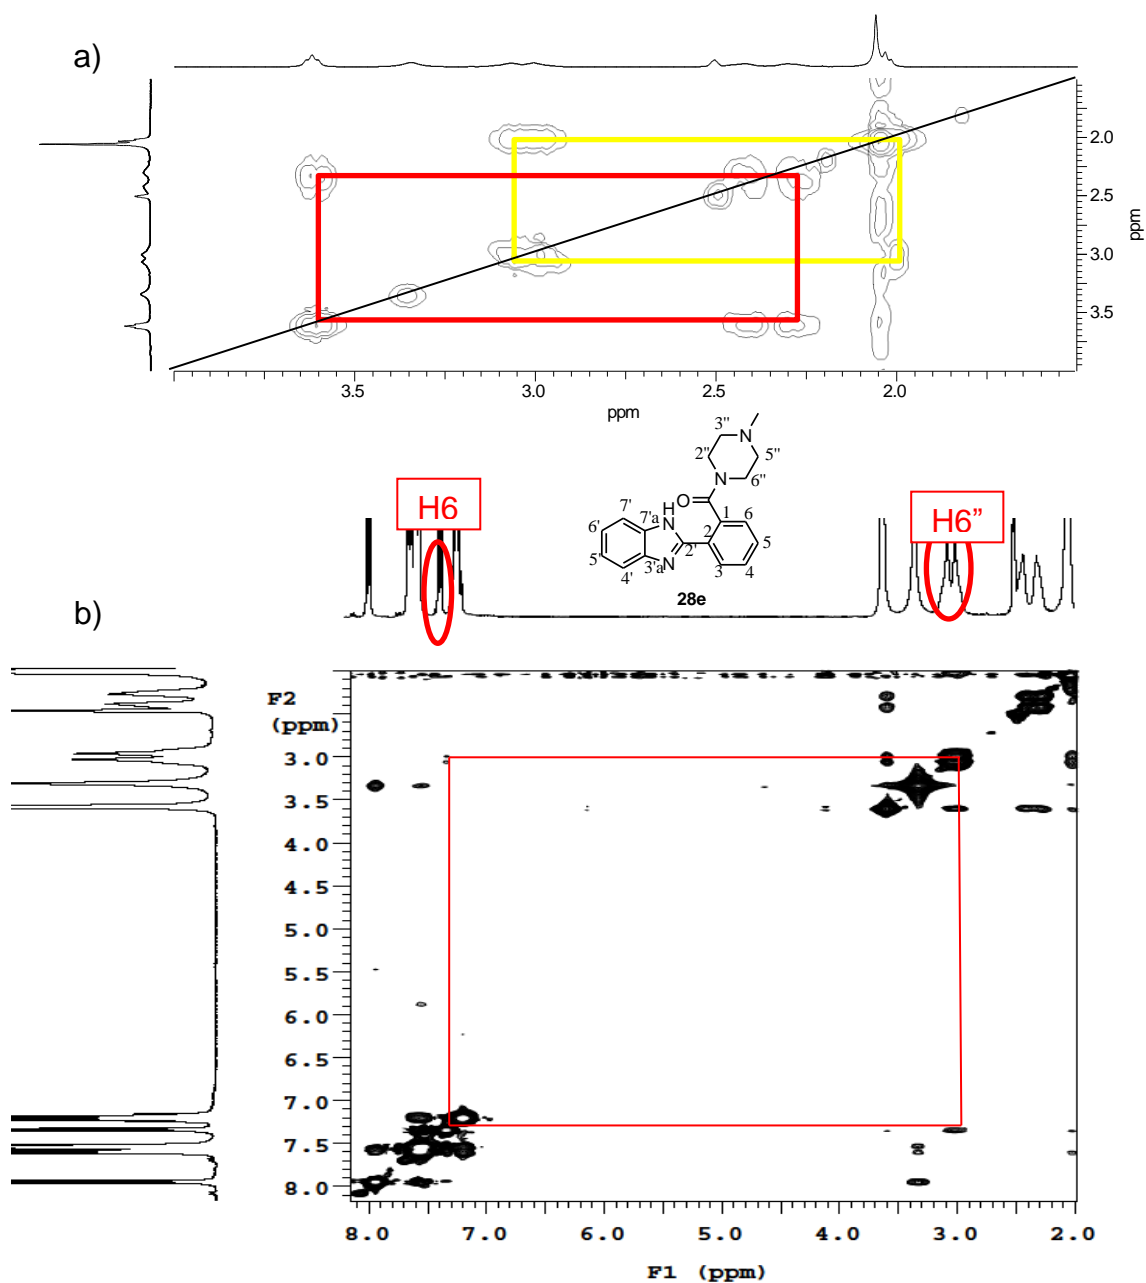 a)
2.0
2.5
3.0
3.5
ppm
3.5 3.0 2.5 2.0
ppm
3'' N
2'' 5''
N 6''
O
H6
H6”
7' H
N 7'a 1 6
6' 2 5
5' 2'
3'a N 3 4
4'
28e
b)
F2
(ppm)
3.0
3.5
4.0
4.5
5.0
5.5
6.0
6.5
7.0
7.5
8.0
8.0 7.0 6.0 5.0 4.0 3.0 2.0
F1 (ppm)